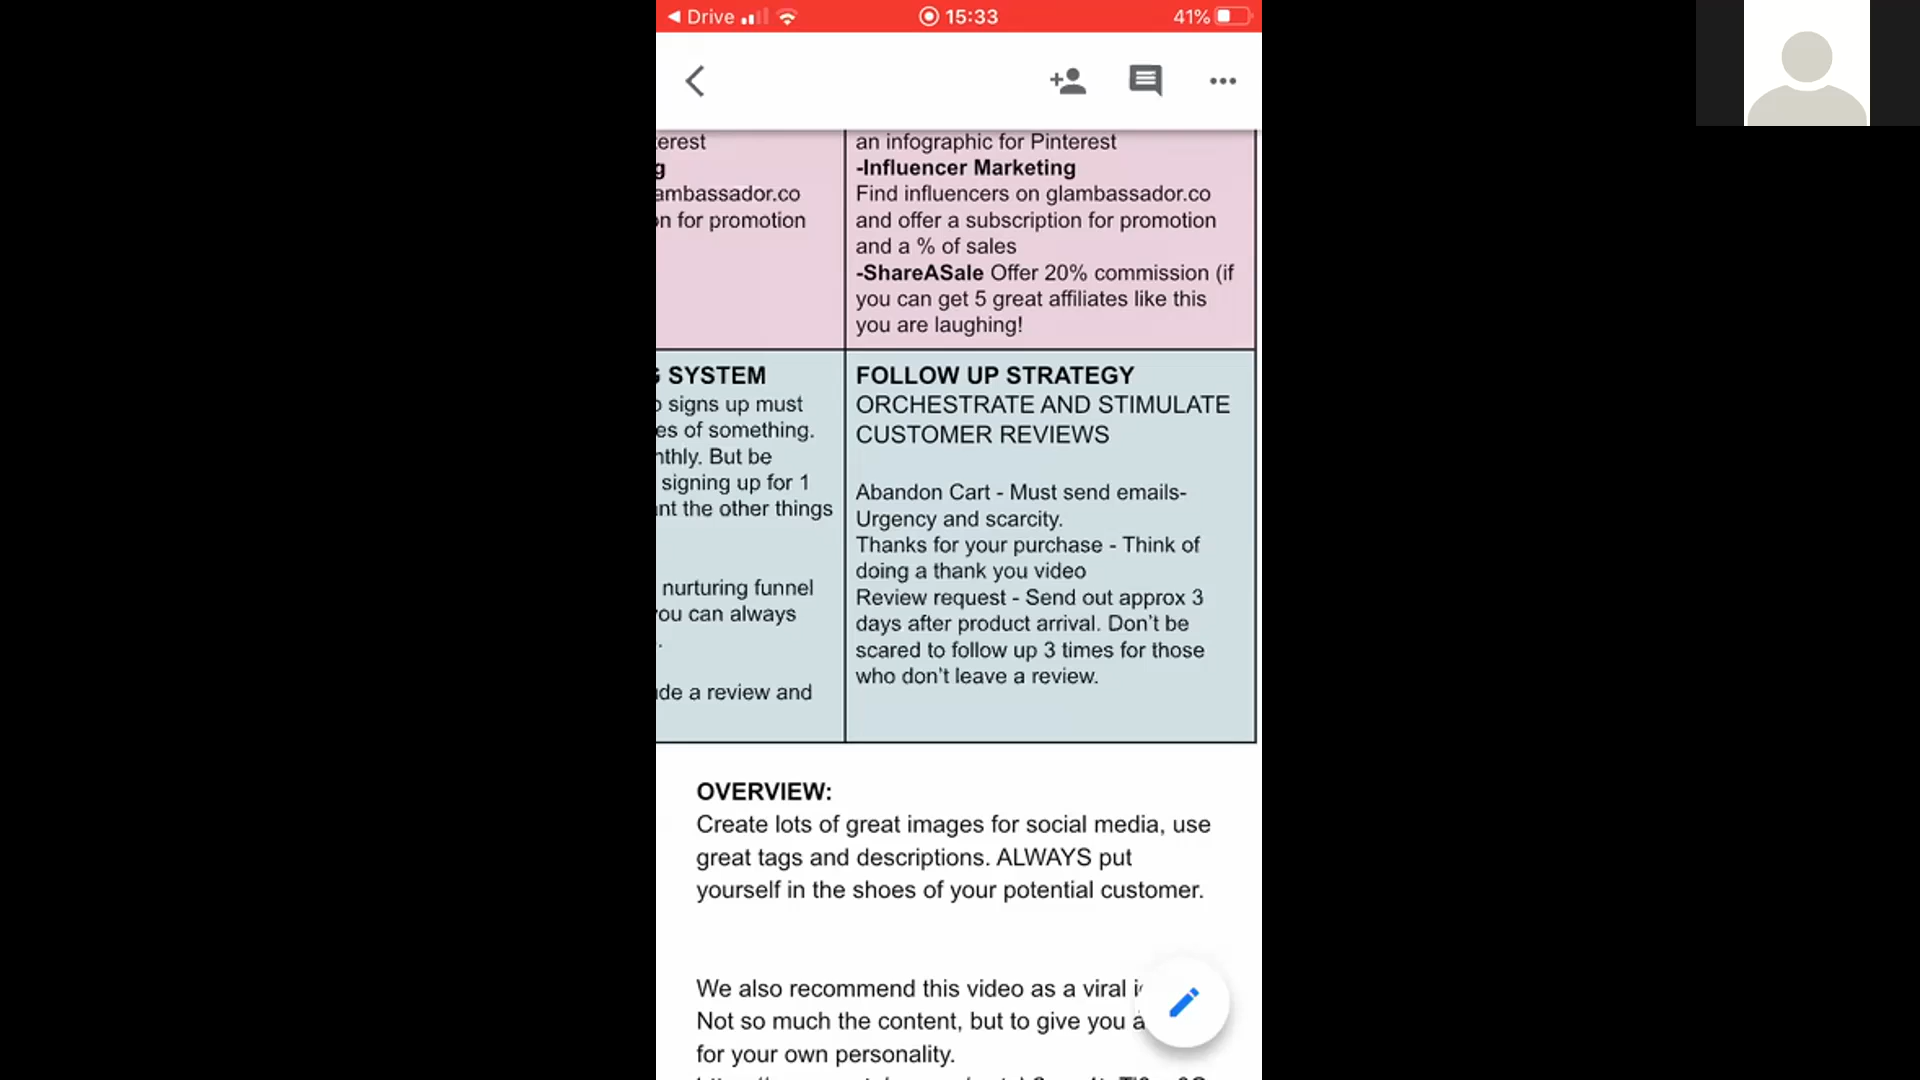 Drive 15:33 41%
erest
g
ambassador.co
n for promotion
an infographic for Pinterest
-Influencer Marketing
Find influencers on glambassador.co
and offer a subscription for promotion
and a % of sales
-ShareASale Offer 20% commission (if
you can get 5 great affiliates like this
you are laughing!
SYSTEM
signs up must
es of something.
nthly. But be
signing up for 1
nt the other things
nurturing funnel
ou can always
.
de a review and
FOLLOW UP STRATEGY
ORCHESTRATE AND STIMULATE
CUSTOMER REVIEWS
Abandon Cart - Must send emails-
Urgency and scarcity.
Thanks for your purchase - Think of
doing a thank you video
Review request - Send out approx 3
days after product arrival. Don't be
scared to follow up 3 times for those
who don't leave a review.
OVERVIEW:
Create lots of great images for social media, use
great tags and descriptions. ALWAYS put
yourself in the shoes of your potential customer.
We also recommend this video as a viral
Not so much the content, but to give you
for your own personality.